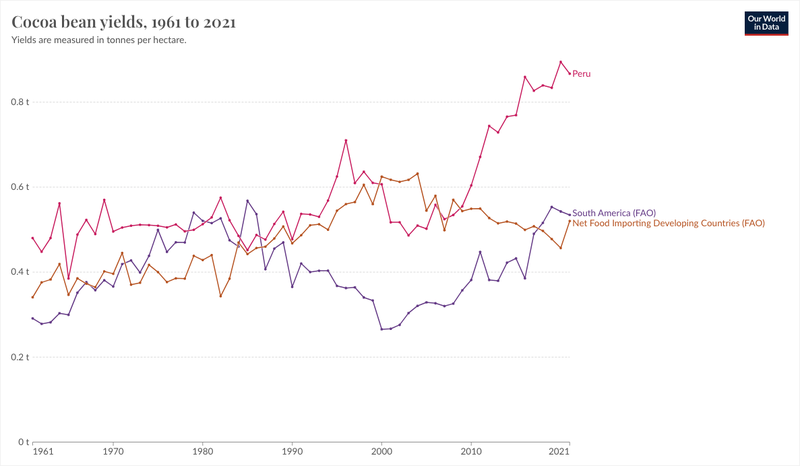 Cocoa bean yields, 1961 to 2021
Yields are measured in tonnes per hectare.
Our World
in Data
Peru
0.8 t
0.6 t
South America (FAO)
Net Food Importing Developing Countries (FAO)
0.4 t
0.2 t
0 t
1961
1970
1980
1990
2000
2010
2021